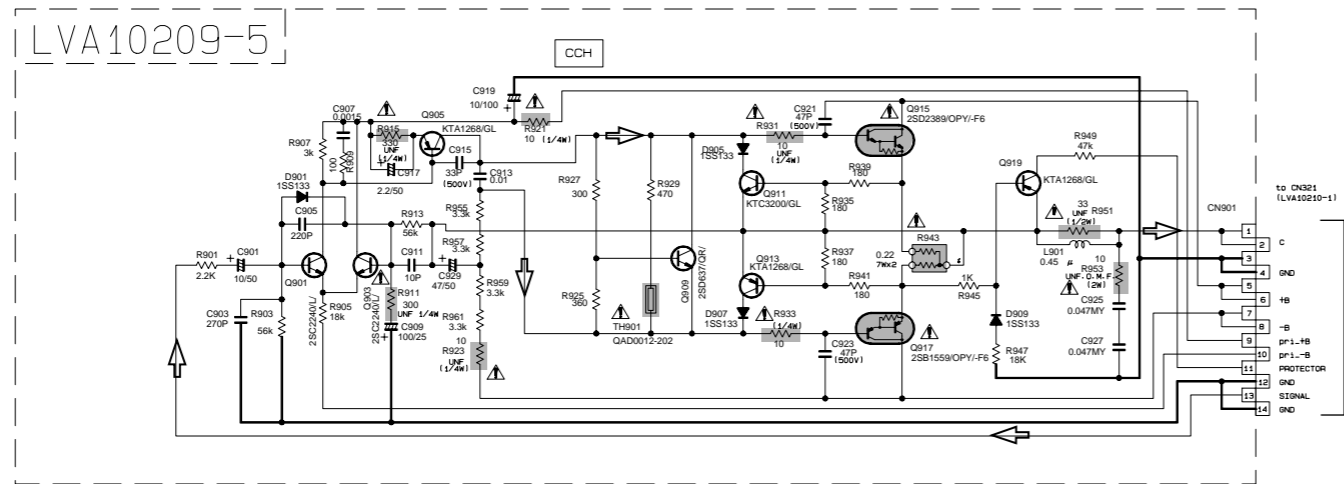 LVA10209-5
CCH
C919
10/100
+
R921
10 (1/4W)
C907
0.0015
R915
330
UNF
(1/4W)
Q905
KTA1268/GL
R907
3k
100
R909
+
C917
2.2/50
C915
33P
(500V)
C913
0.01
D901
1SS133
C905
220P
R913
56k
R955
3.3k
R957
3.3k
R901
2.2K
C901
+
10/50
Q901
2SC2240/L/
Q903
2SC2240/L/
C911
10P
+
C929
47/50
R959
3.3k
R911
300
UNF 1/4W
C909
100/25
+
R961
3.3k
10
R923
UNF
(1/4W)
C903
270P
R903
56k
R905
18k
R927
300
R929
470
R925
360
TH901
QAD0012-202
Q909
2SD637/QR/
R931
10
UNF
(1/4W)
C921
47P
(500V)
Q915
2SD2389/OPY/-F6
D905
1SS133
Q911
KTC3200/GL
R939
180
R935
180
Q913
KTA1268/GL
R937
180
R941
180
R943
0.22
7W×2
D907
1SS133
R933
(1/4W)
10
C923
47P
(500V)
Q917
2SB1559/OPY/-F6
1K
R945
D909
1SS133
R947
18K
Q919
KTA1268/GL
R949
47k
33
UNF
(1/2W)
R951
L901
0.45 μ
10
R953
UNF.O.M.F
(2W)
C925
0.047MY
C927
0.047MY
CN901
to CN321
(LVA10210-1)
1
2 C
3
4 GND
5
6 +B
7
8 -B
9 pri_+B
10 pri_-B
11 PROTECTOR
12 GND
13 SIGNAL
14 GND